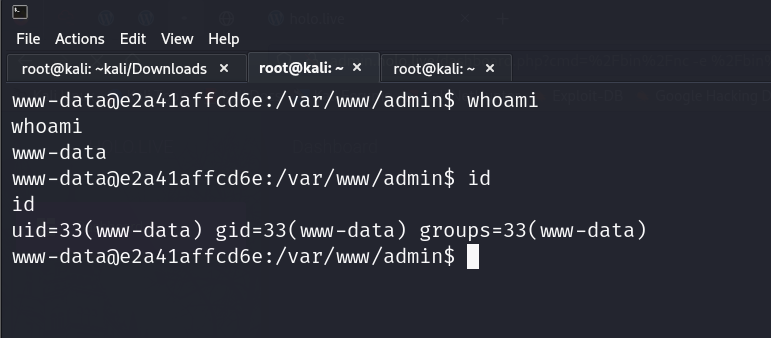 holo.live
File Actions Edit View Help
root@kali: ~kali/Downloads × root@kali: ~ × root@kali: ~ ×
www-data@e2a41affcd6e:/var/www/admin$ whoami
whoami
www-data
www-data@e2a41affcd6e:/var/www/admin$ id
id
uid=33(www-data) gid=33(www-data) groups=33(www-data)
www-data@e2a41affcd6e:/var/www/admin$